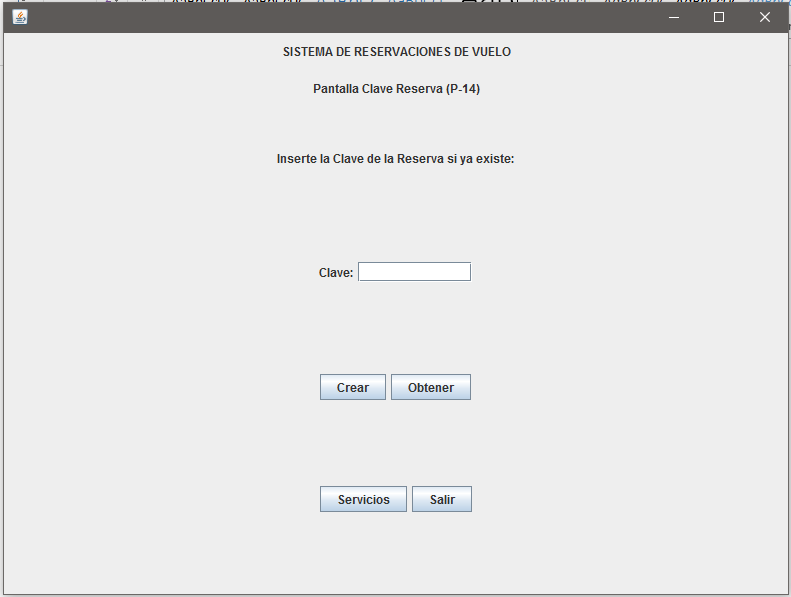 SISTEMA DE RESERVACIONES DE VUELO
Pantalla Clave Reserva (P-14)
Inserte la Clave de la Reserva si ya existe:
Clave:
Crear Obtener
Servicios Salir